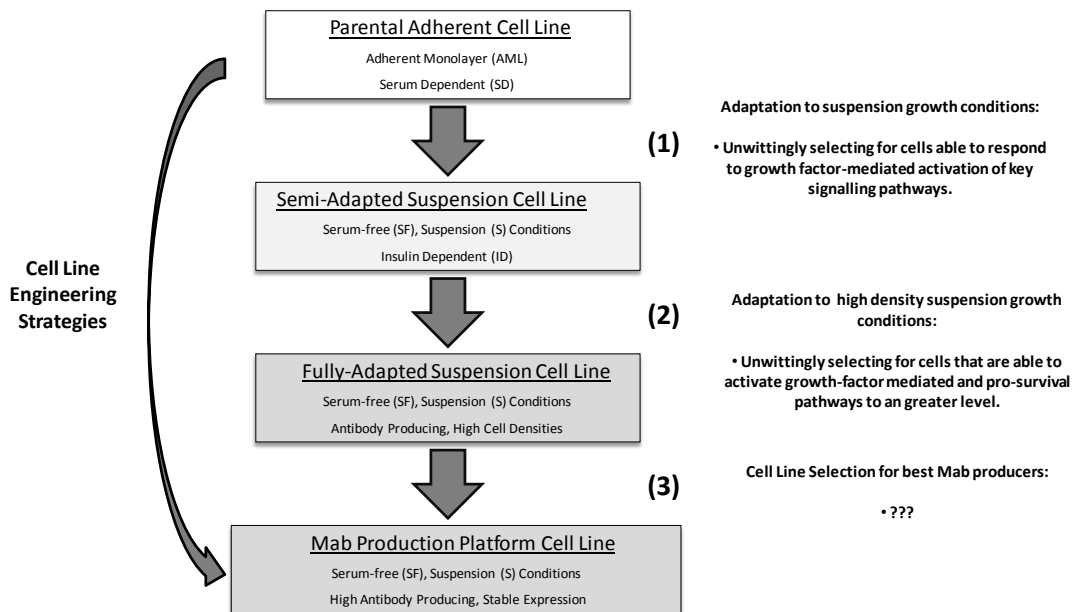 Parental Adherent Cell Line
Adherent Monolayer (AML)
Serum Dependent (SD)
(1)
Adaptation to suspension growth conditions:
• Unwittingly selecting for cells able to respond
to growth factor-mediated activation of key
signalling pathways.
Semi-Adapted Suspension Cell Line
Serum-free (SF), Suspension (S) Conditions
Insulin Dependent (ID)
Cell Line
Engineering
Strategies
(2)
Adaptation to high density suspension growth
conditions:
• Unwittingly selecting for cells that are able to
activate growth-factor mediated and pro-survival
pathways to an greater level.
Fully-Adapted Suspension Cell Line
Serum-free (SF), Suspension (S) Conditions
Antibody Producing, High Cell Densities
(3)
Cell Line Selection for best Mab producers:
• ???
Mab Production Platform Cell Line
Serum-free (SF), Suspension (S) Conditions
High Antibody Producing, Stable Expression